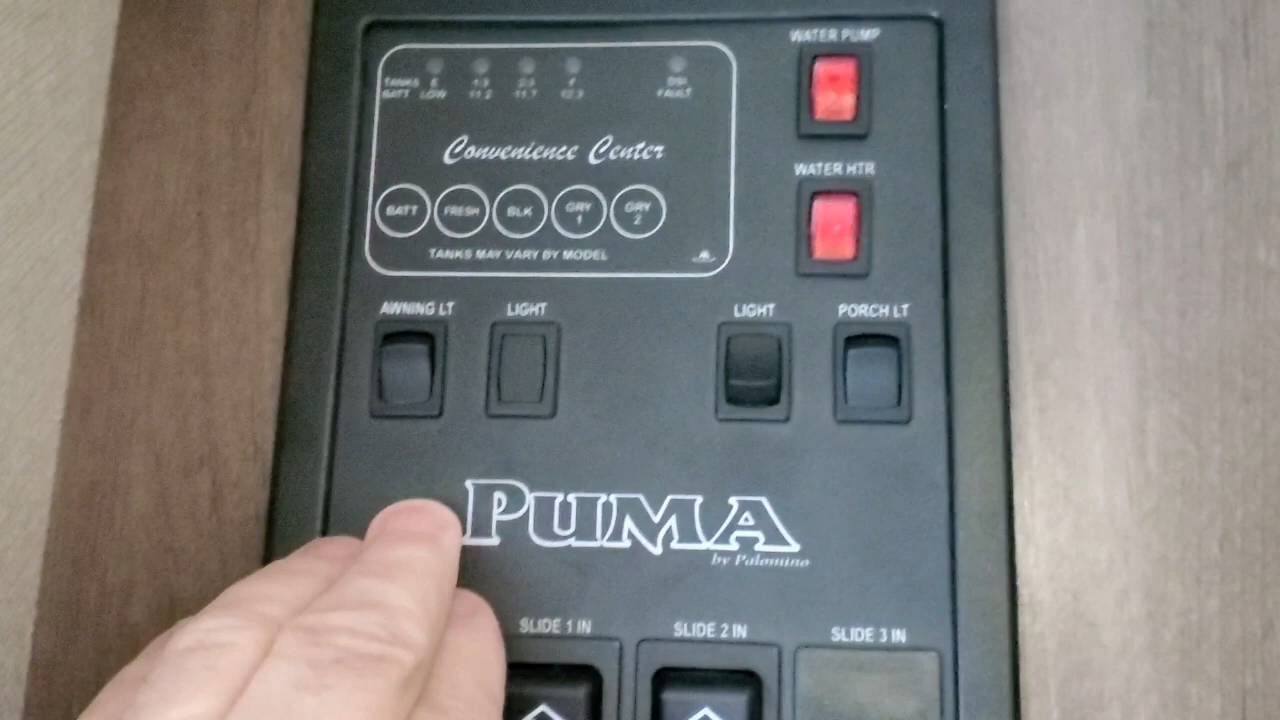 WATER PUMP
TANKS E 1/3 2/3 F DSI
BATT LOW 11.2 11.7 12.3 FAULT
Convenience Center
WATER HTR
BATT FRESH BLK GRY 1 GRY 2
TANKS MAY VARY BY MODEL
AWNING LT LIGHT LIGHT PORCH LT
PUMA
by Palomino
SLIDE 1 IN SLIDE 2 IN SLIDE 3 IN